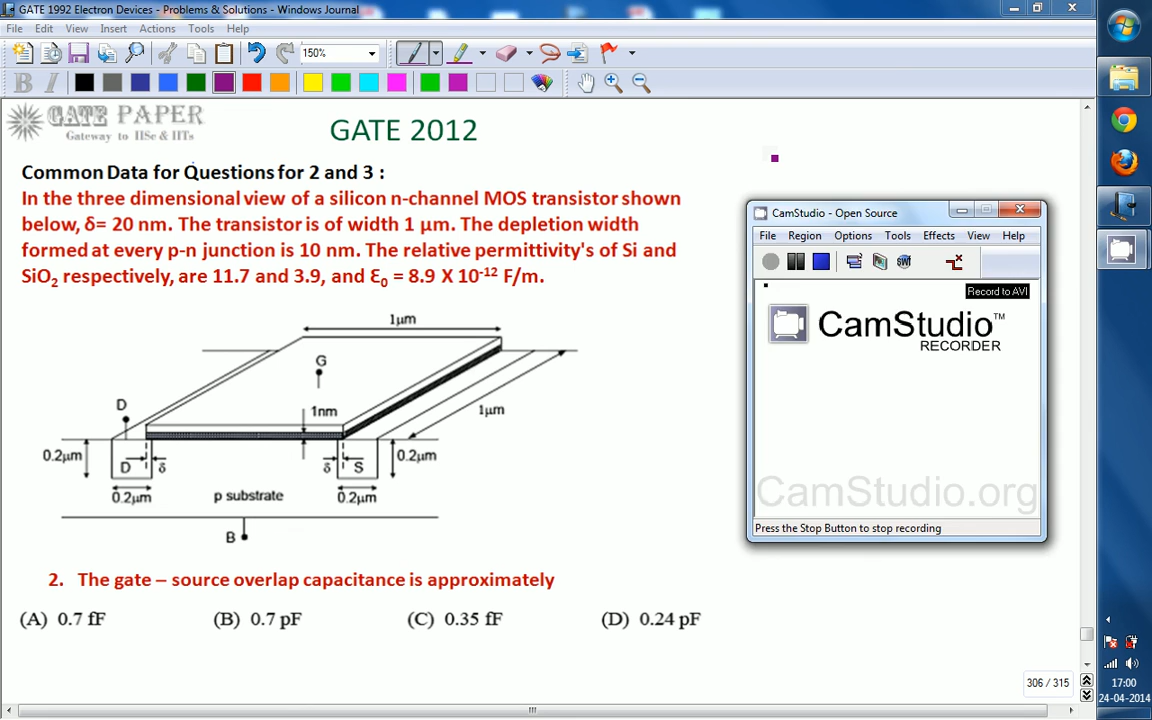 GATE 1992 Electron Devices - Problems & Solutions - Windows Journal
File Edit View Insert Actions Tools Help
150%
B I
GATE PAPER
Gateway to IISc & IITs
GATE 2012
Common Data for Questions for 2 and 3 :
In the three dimensional view of a silicon n-channel MOS transistor shown
below, δ= 20 nm. The transistor is of width 1 μm. The depletion width
formed at every p-n junction is 10 nm. The relative permittivity's of Si and
SiO2 respectively, are 11.7 and 3.9, and Ɛ0 = 8.9 X 10-12 F/m.
1μm
G
D
1nm
1μm
0.2μm
D
δ
δ
S
0.2μm
0.2μm
p substrate
0.2μm
B
2. The gate – source overlap capacitance is approximately
(A) 0.7 fF (B) 0.7 pF (C) 0.35 fF (D) 0.24 pF
CamStudio - Open Source
File Region Options Tools Effects View Help
SWF
Record to AVI
CamStudio™
RECORDER
CamStudio.org
Press the Stop Button to stop recording
306 / 315
17:00
24-04-2014